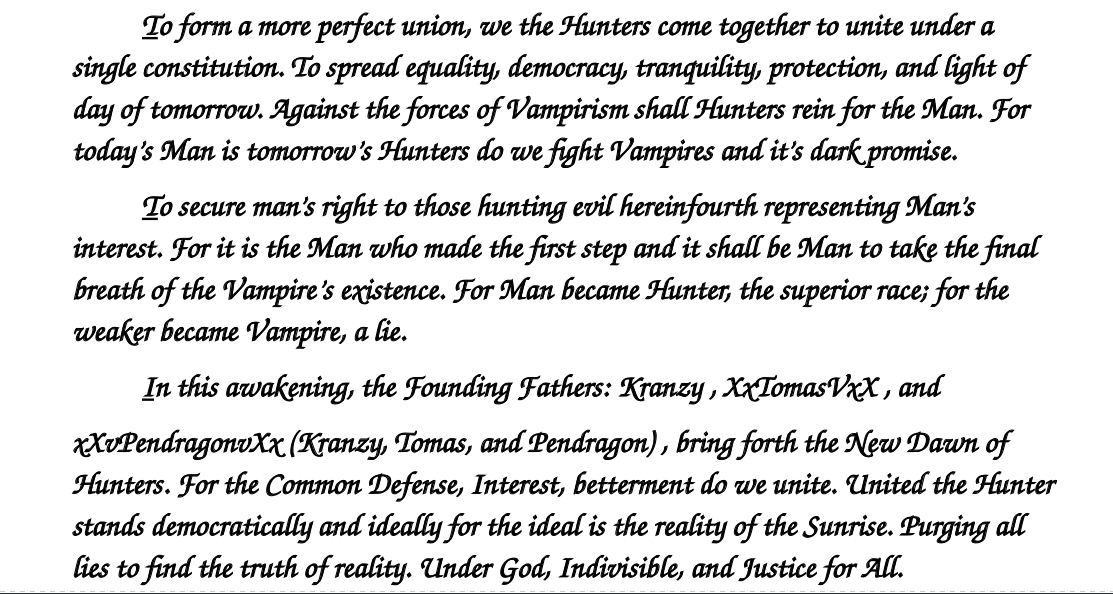 To form a more perfect union, we the Hunters come together to unite under a
single constitution. To spread equality, democracy, tranquility, protection, and light of
day of tomorrow. Against the forces of Vampirism shall Hunters rein for the Man. For
today's Man is tomorrow's Hunters do we fight Vampires and it's dark promise.
To secure man's right to those hunting evil hereinfourth representing Man's
interest. For it is the Man who made the first step and it shall be Man to take the final
breath of the Vampire's existence. For Man became Hunter, the superior race; for the
weaker became Vampire, a lie.
In this awakening, the Founding Fathers: Kranzy , XxTomasVxX , and
xXvPendragonvXx (Kranzy, Tomas, and Pendragon) , bring forth the New Dawn of
Hunters. For the Common Defense, Interest, betterment do we unite. United the Hunter
stands democratically and ideally for the ideal is the reality of the Sunrise. Purging all
lies to find the truth of reality. Under God, Indivisible, and Justice for All.